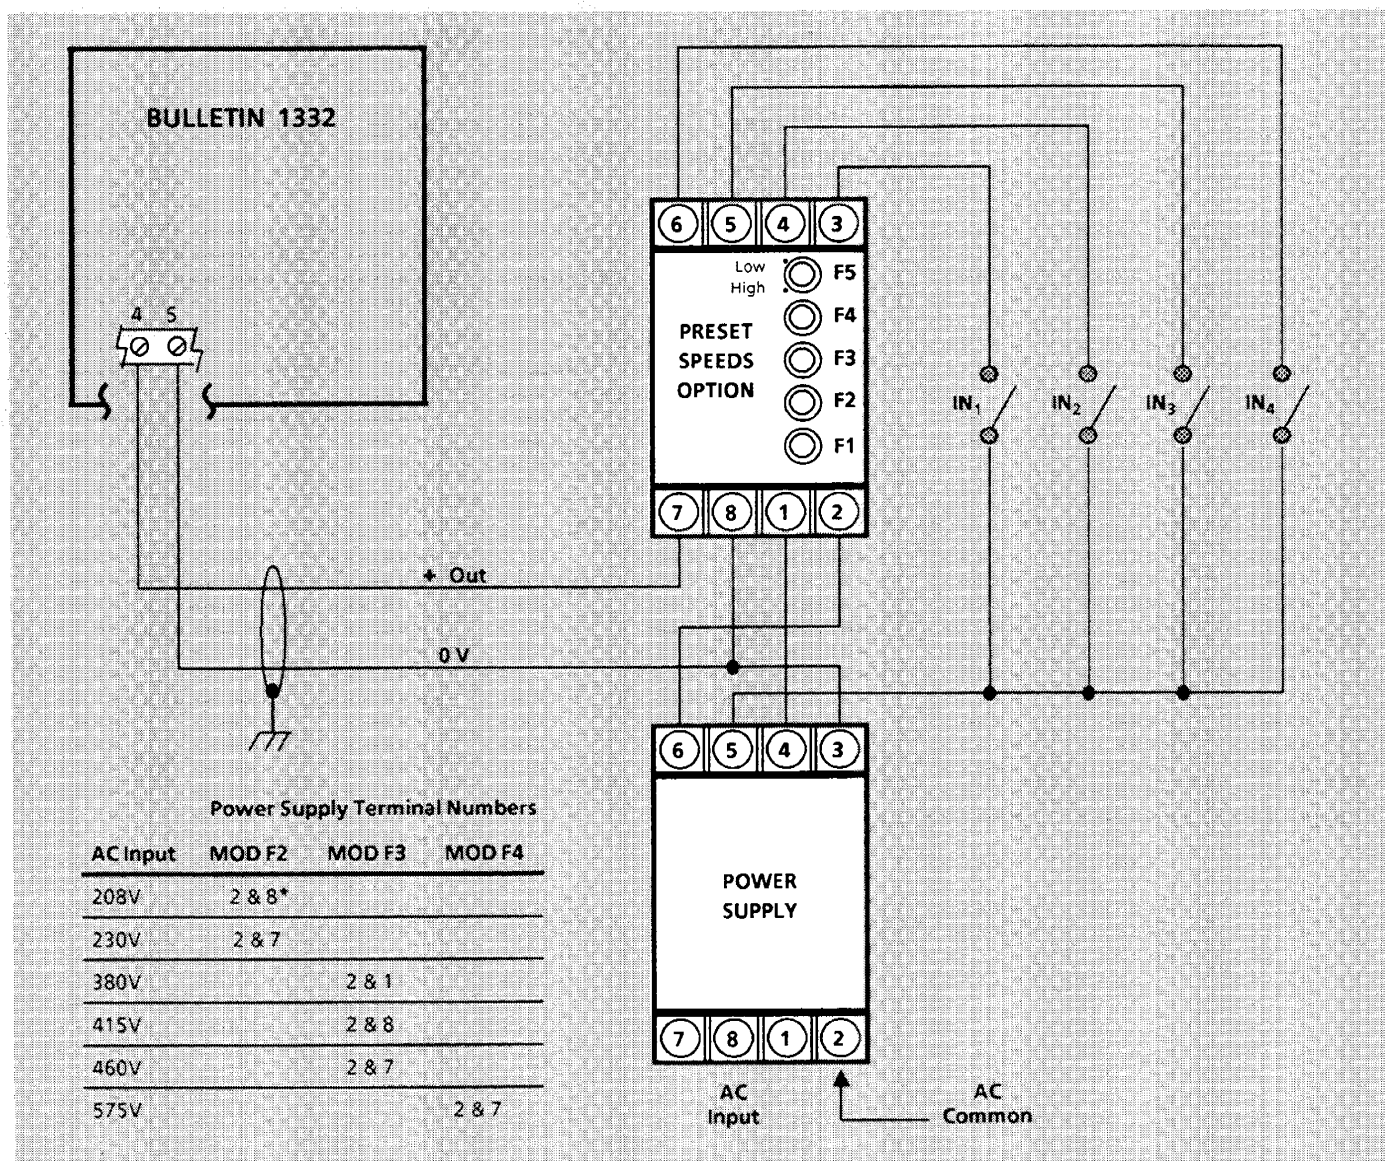 BULLETIN 1332
4 5
6 5 4 3
Low
High
F5
F4
F3
F2
F1
PRESET
SPEEDS
OPTION
7 8 1 2
IN1 IN2 IN3 IN4
+ Out
0 V
6 5 4 3
POWER
SUPPLY
7 8 1 2
AC
Input
AC
Common
Power Supply Terminal Numbers
AC Input MOD F2 MOD F3 MOD F4
208V 2 & 8*
230V 2 & 7
380V 2 & 1
415V 2 & 8
460V 2 & 7
575V 2 & 7